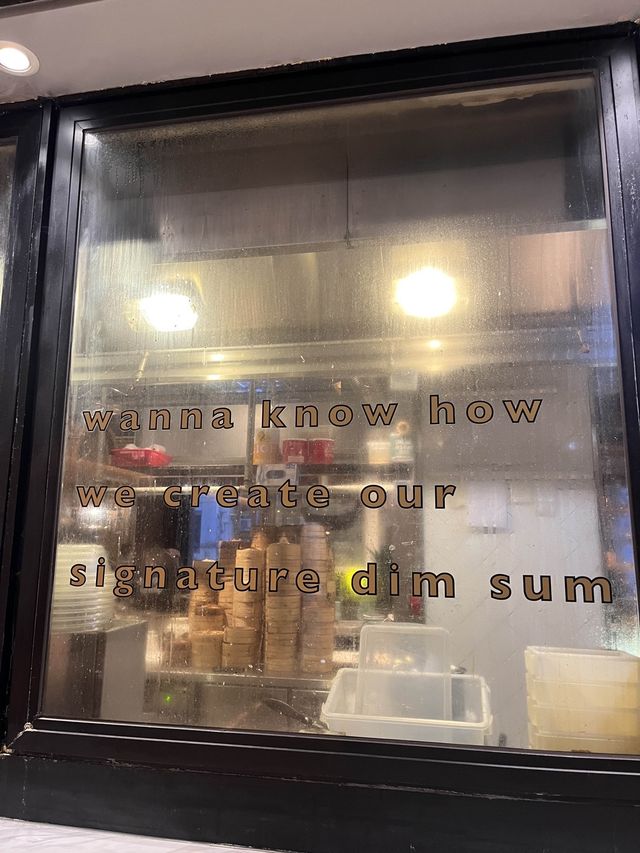 wanna know how
we create our
signature dim sum